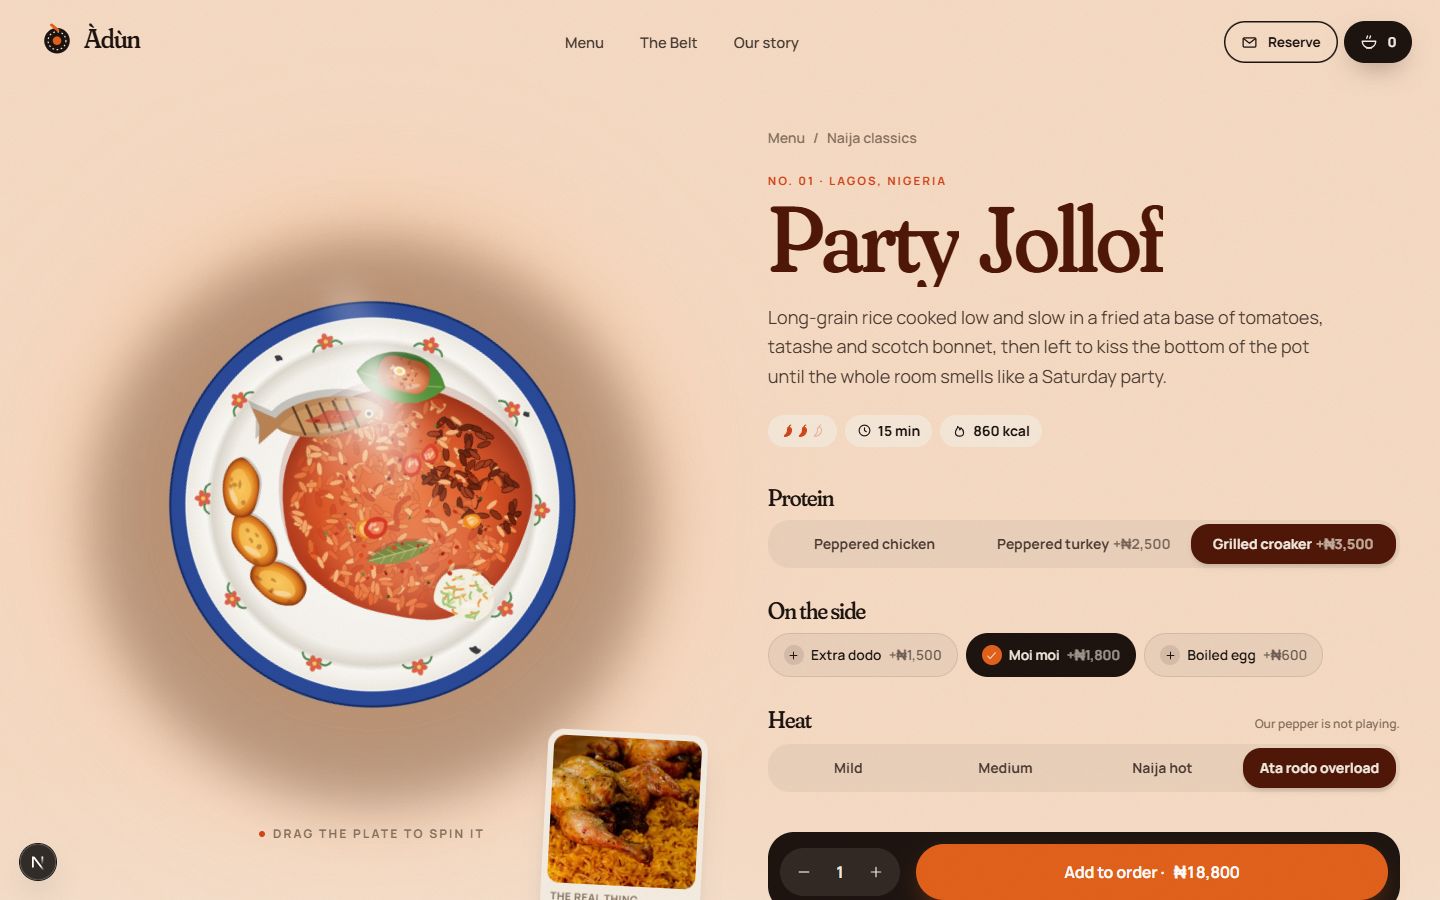 Àdùn
Menu
The Belt
Our story
Reserve
0
Menu / Naija classics
NO. 01 · LAGOS, NIGERIA
Party Jollof
Long-grain rice cooked low and slow in a fried ata base of tomatoes,
tatashe and scotch bonnet, then left to kiss the bottom of the pot
until the whole room smells like a Saturday party.
15 min
860 kcal
Protein
Peppered chicken
Peppered turkey +₦2,500
Grilled croaker +₦3,500
On the side
Extra dodo +₦1,500
Moi moi +₦1,800
Boiled egg +₦600
Heat
Our pepper is not playing.
Mild
Medium
Naija hot
Ata rodo overload
DRAG THE PLATE TO SPIN IT
THE REAL THING
N
− 1 +
Add to order · ₦18,800